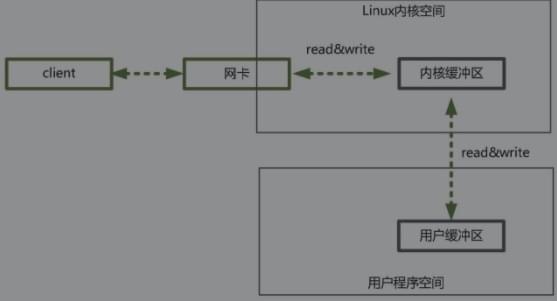 Linux内核空间
read&write
client
网卡
内核缓冲区
read&write
用户缓冲区
用户程序空间